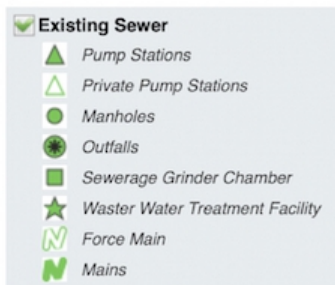 Existing Sewer
Pump Stations
Private Pump Stations
Manholes
Outfalls
Sewerage Grinder Chamber
Waster Water Treatment Facility
Force Main
Mains